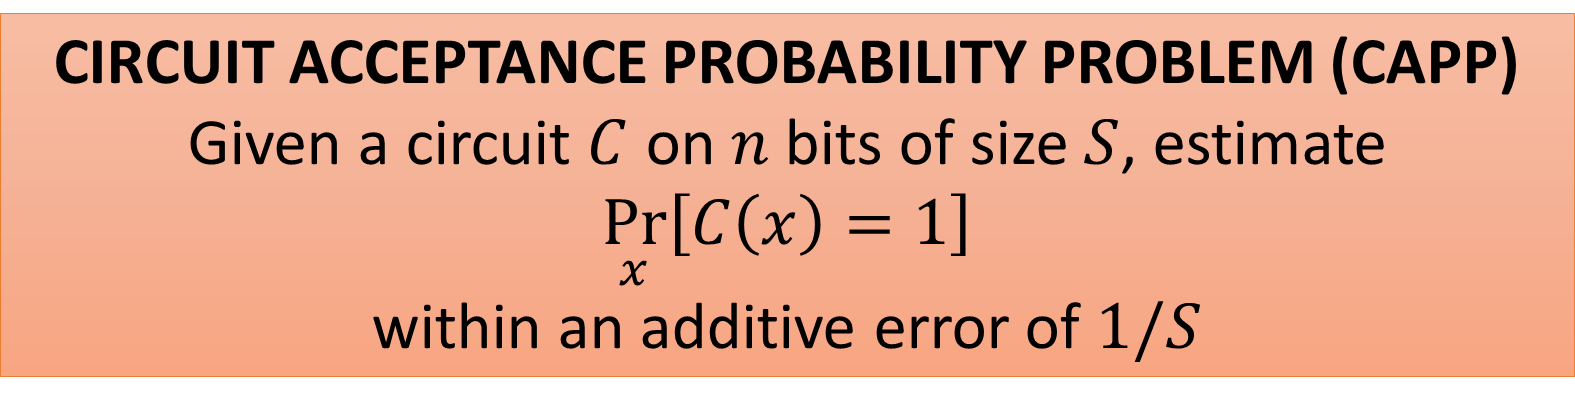 CIRCUIT ACCEPTANCE PROBABILITY PROBLEM (CAPP)
Given a circuit 𝐶 on 𝑛 bits of size 𝑆, estimate
Pr[𝐶(𝑥) = 1]
𝑥
within an additive error of 1/𝑆